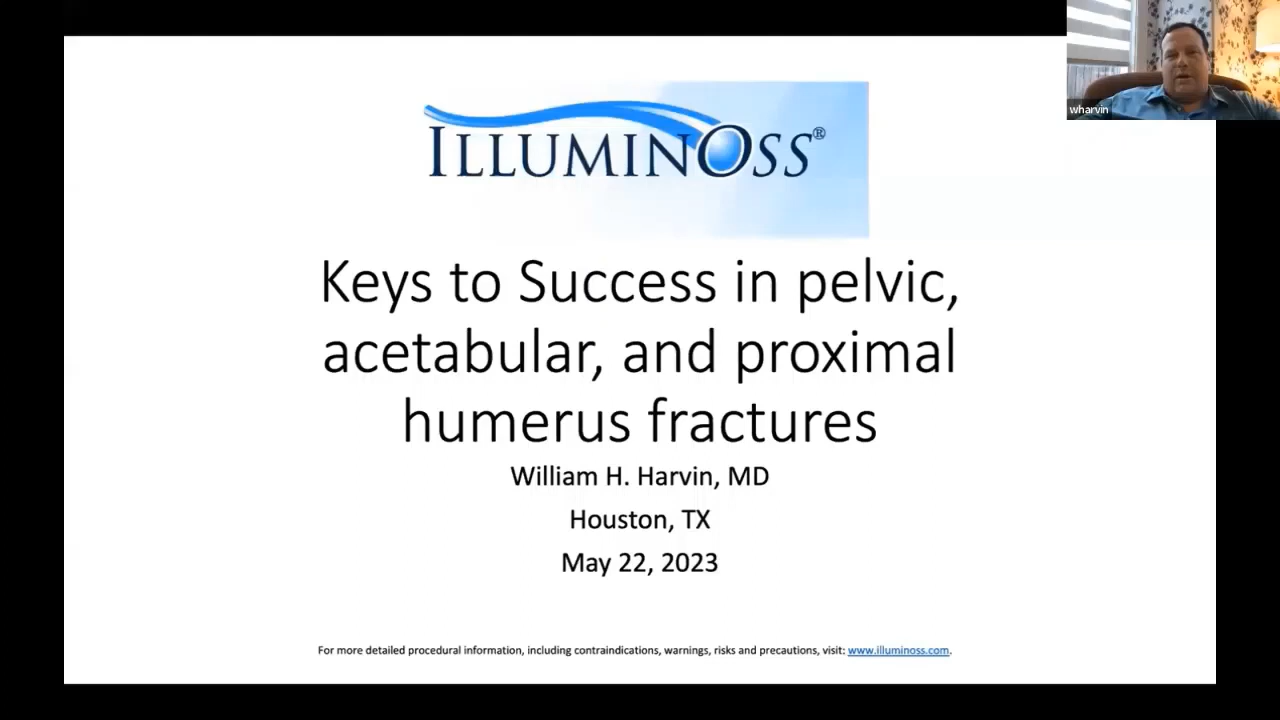 wharvin
ILLUMINOSS®
Keys to Success in pelvic,
acetabular, and proximal
humerus fractures
William H. Harvin, MD
Houston, TX
May 22, 2023
For more detailed procedural information, including contraindications, warnings, risks and precautions, visit: www.illuminoss.com.